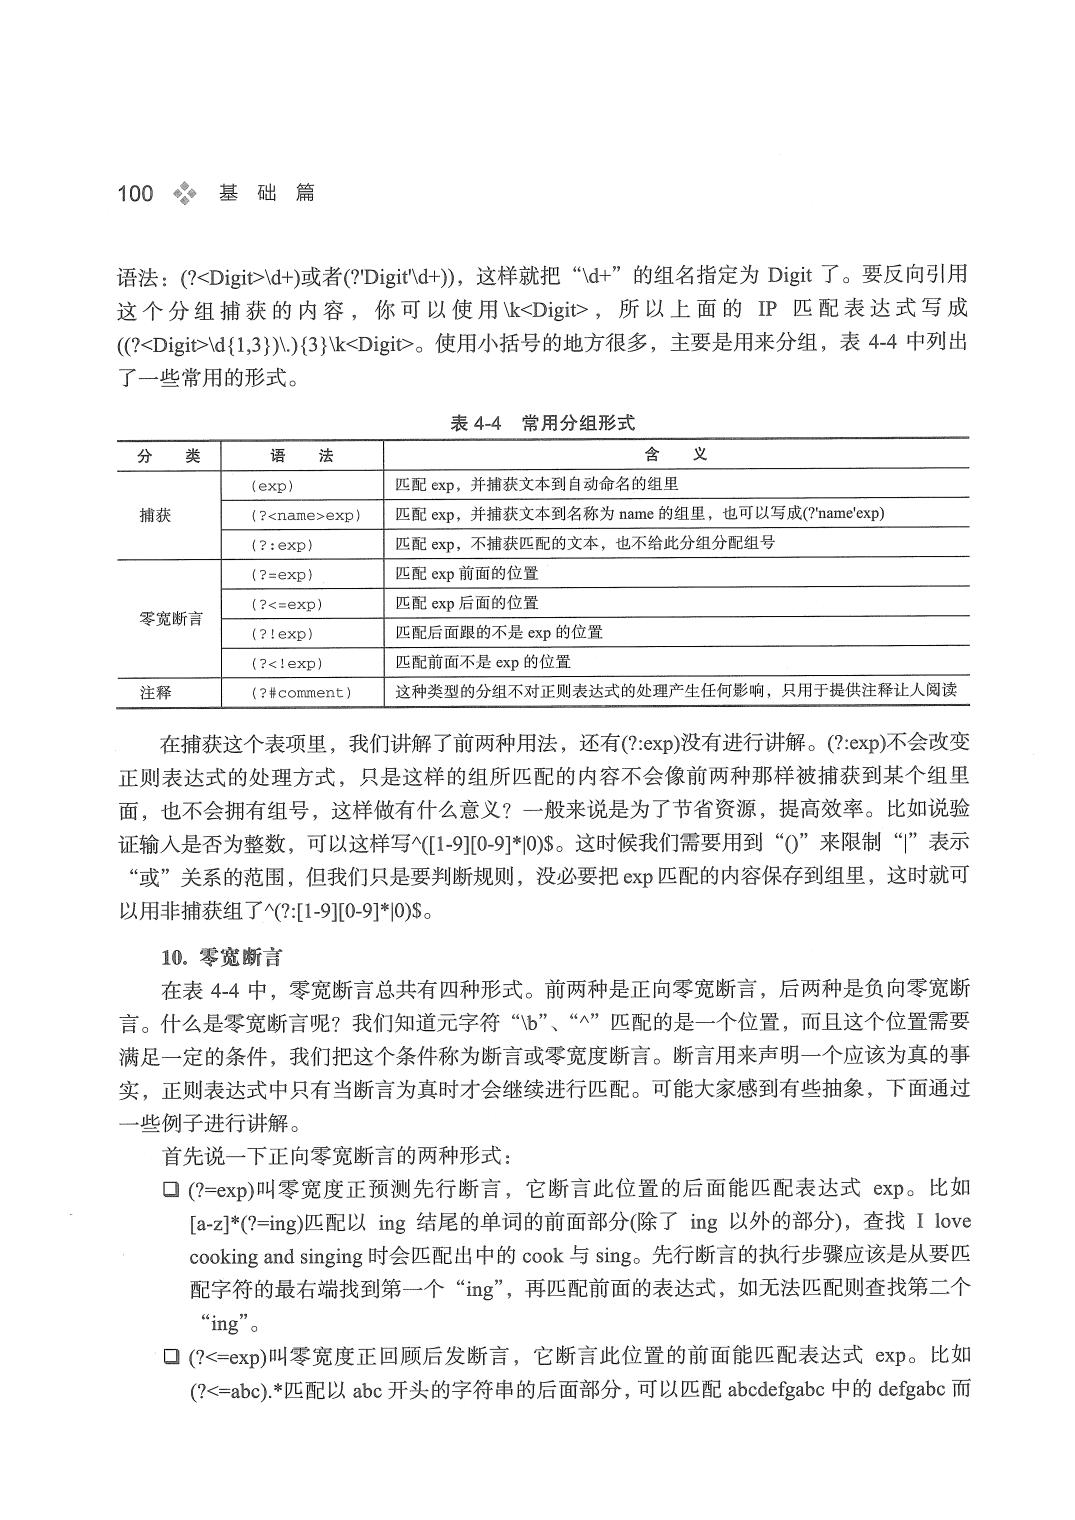 100 基 础 篇
语法：(?<Digit>\d+)或者(?'Digit'\d+))，这样就把“\d+”的组名指定为 Digit 了。要反向引用
这个分组捕获的内容，你可以使用\k<Digit>，所以上面的 IP 匹配表达式写成
((?<Digit>\d{1,3})\.){3}\k<Digit>。使用小括号的地方很多，主要是用来分组，表 4-4 中列出
了一些常用的形式。
表 4-4 常用分组形式
分 类 语 法 含 义
(exp) 匹配 exp，并捕获文本到自动命名的组里
捕获 (?<name>exp) 匹配 exp，并捕获文本到名称为 name 的组里，也可以写成(?'name'exp)
(?:exp) 匹配 exp，不捕获匹配的文本，也不给此分组分配组号
(?=exp) 匹配 exp 前面的位置
(?<=exp) 匹配 exp 后面的位置
零宽断言
(?!exp) 匹配后面跟的不是 exp 的位置
(?<!exp) 匹配前面不是 exp 的位置
注释 (?#comment) 这种类型的分组不对正则表达式的处理产生任何影响，只用于提供注释让人阅读
在捕获这个表项里，我们讲解了前两种用法，还有(?:exp)没有进行讲解。(?:exp)不会改变
正则表达式的处理方式，只是这样的组所匹配的内容不会像前两种那样被捕获到某个组里
面，也不会拥有组号，这样做有什么意义？一般来说是为了节省资源，提高效率。比如说验
证输入是否为整数，可以这样写^([1-9][0-9]*|0)$。这时候我们需要用到“()”来限制“|”表示
“或”关系的范围，但我们只是要判断规则，没必要把 exp 匹配的内容保存到组里，这时就可
以用非捕获组了^(?:[1-9][0-9]*|0)$。
10. 零宽断言
在表 4-4 中，零宽断言总共有四种形式。前两种是正向零宽断言，后两种是负向零宽断
言。什么是零宽断言呢？我们知道元字符“\b”、“^”匹配的是一个位置，而且这个位置需要
满足一定的条件，我们把这个条件称为断言或零宽度断言。断言用来声明一个应该为真的事
实，正则表达式中只有当断言为真时才会继续进行匹配。可能大家感到有些抽象，下面通过
一些例子进行讲解。
首先说一下正向零宽断言的两种形式：
❑ (?=exp)叫零宽度正预测先行断言，它断言此位置的后面能匹配表达式 exp。比如
[a-z]*(?=ing)匹配以 ing 结尾的单词的前面部分(除了 ing 以外的部分)，查找 I love
cooking and singing 时会匹配出中的 cook 与 sing。先行断言的执行步骤应该是从要匹
配字符的最右端找到第一个“ing”，再匹配前面的表达式，如无法匹配则查找第二个
“ing”。
❑ (?<=exp)叫零宽度正回顾后发断言，它断言此位置的前面能匹配表达式 exp。比如
(?<=abc).*匹配以 abc 开头的字符串的后面部分，可以匹配 abcdefgabc 中的 defgabc 而